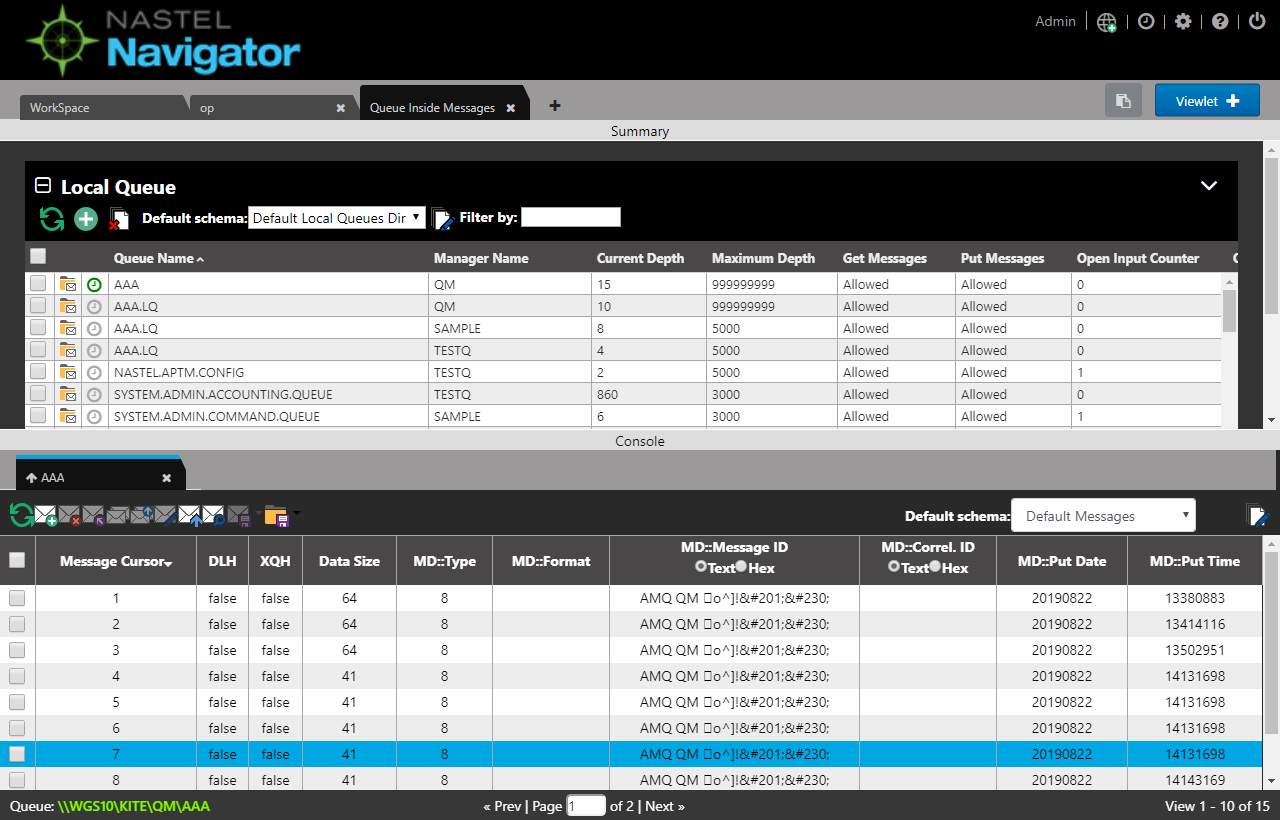 NASTEL
Navigator
Admin
WorkSpace op Queue Inside Messages
Viewlet
Summary
Local Queue
Default schema: Default Local Queues Dir Filter by:
Queue Name Manager Name Current Depth Maximum Depth Get Messages Put Messages Open Input Counter
AAA QM 15 999999999 Allowed Allowed 0
AAA.LQ QM 10 999999999 Allowed Allowed 0
AAA.LQ SAMPLE 8 5000 Allowed Allowed 0
AAA.LQ TESTQ 4 5000 Allowed Allowed 0
NASTEL.APTM.CONFIG TESTQ 2 5000 Allowed Allowed 1
SYSTEM.ADMIN.ACCOUNTING.QUEUE TESTQ 860 3000 Allowed Allowed 0
SYSTEM.ADMIN.COMMAND.QUEUE SAMPLE 6 3000 Allowed Allowed 1
Console
AAA
Default schema: Default Messages
Message Cursor DLH XQH Data Size MD::Type MD::Format MD::Message ID MD::Correl. ID MD::Put Date MD::Put Time
Text Hex Text Hex
1 false false 64 8 AMQ QM □o^]!&#201;&#230; 20190822 13380883
2 false false 64 8 AMQ QM □o^]!&#201;&#230; 20190822 13414116
3 false false 64 8 AMQ QM □o^]!&#201;&#230; 20190822 13502951
4 false false 41 8 AMQ QM □o^]!&#201;&#230; 20190822 14131698
5 false false 41 8 AMQ QM □o^]!&#201;&#230; 20190822 14131698
6 false false 41 8 AMQ QM □o^]!&#201;&#230; 20190822 14131698
7 false false 41 8 AMQ QM □o^]!&#201;&#230; 20190822 14131698
8 false false 41 8 AMQ QM □o^]!&#201;&#230; 20190822 14143169
Queue: \\WGS10\KITE\QM\AAA « Prev | Page 1 of 2 | Next » View 1 - 10 of 15